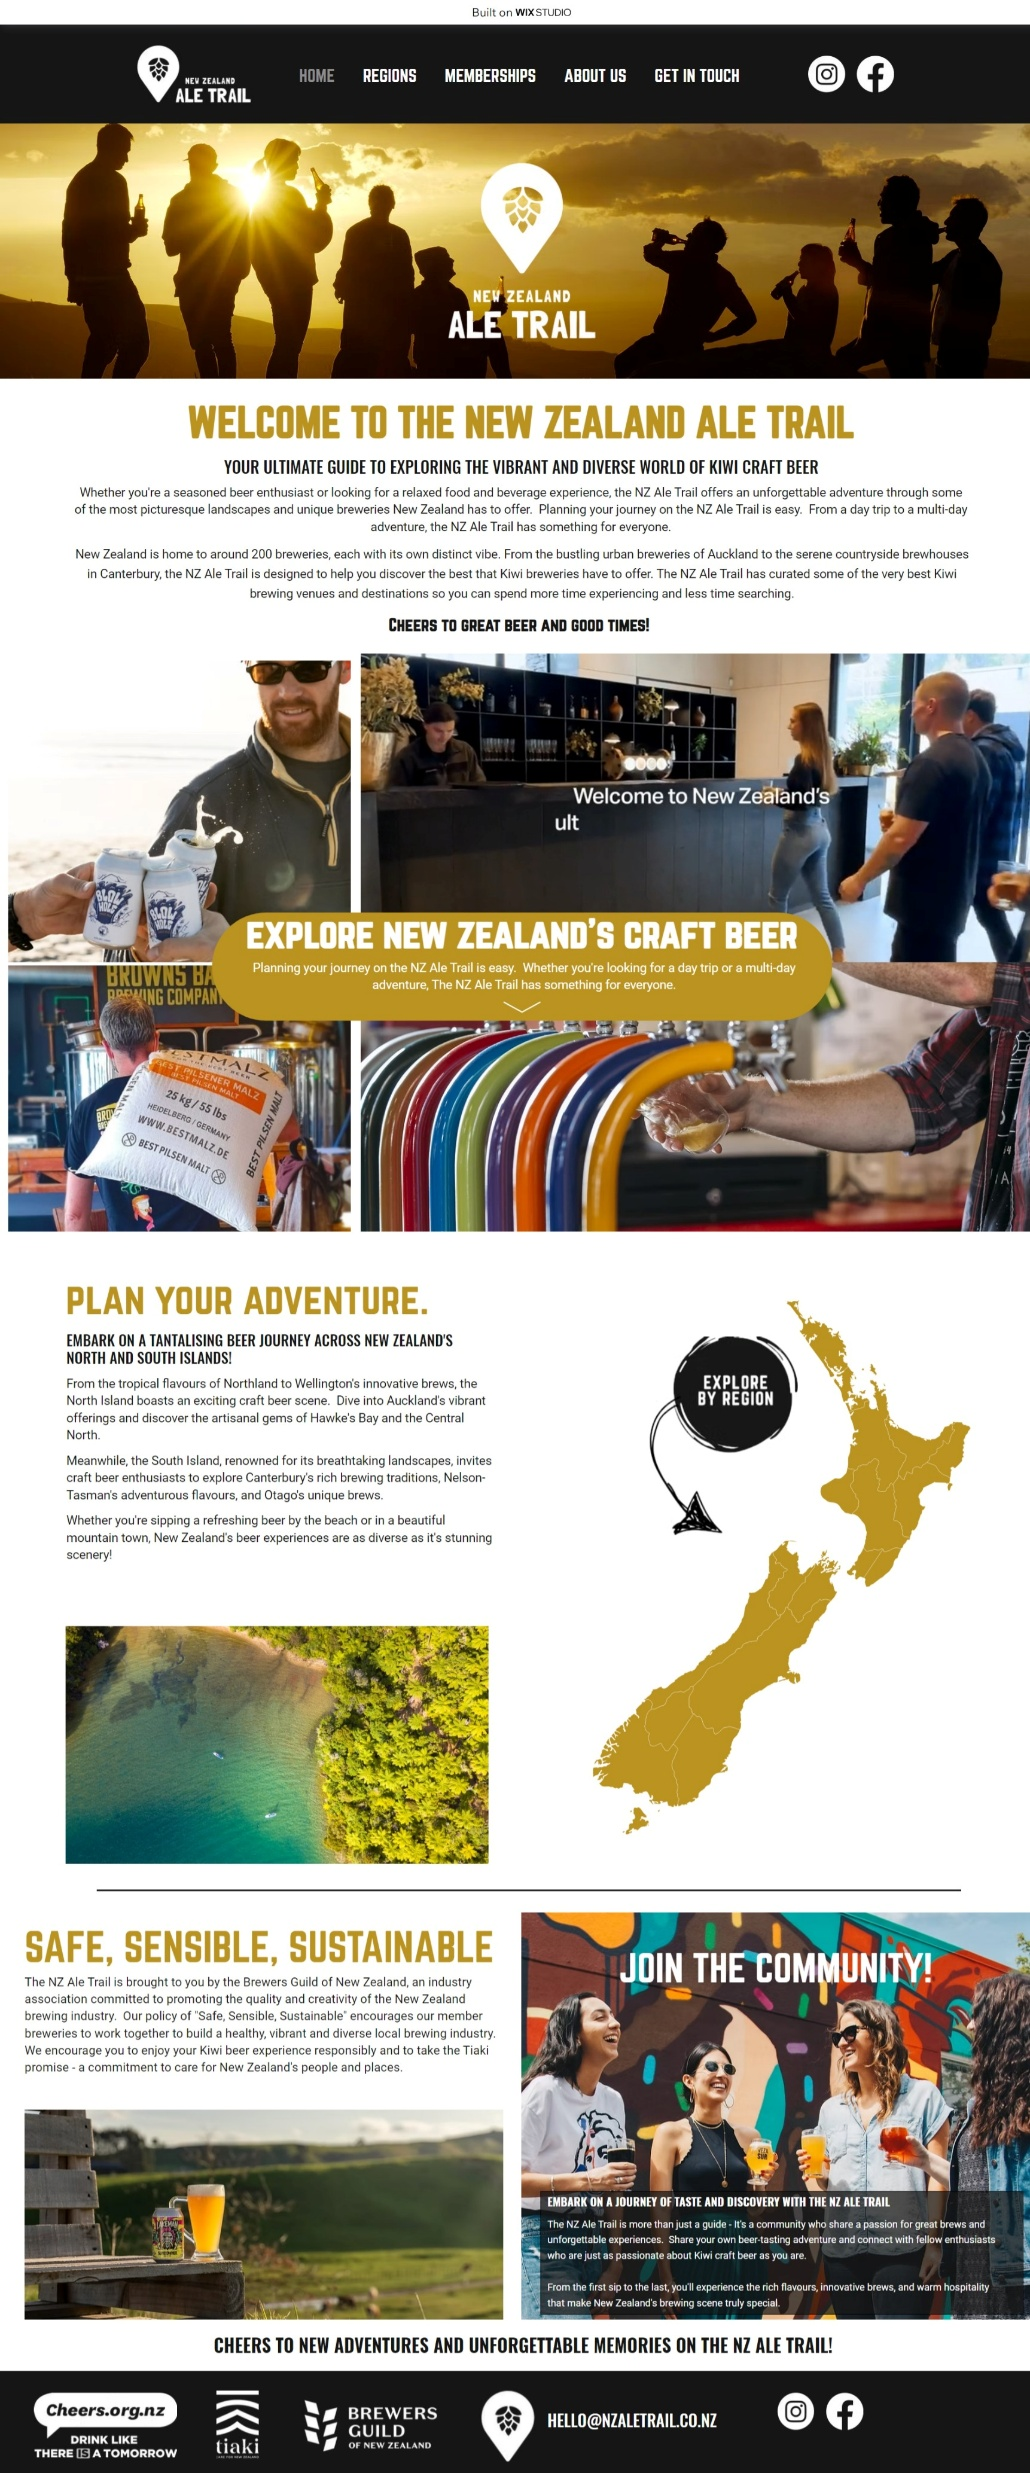 Built on WIX STUDIO
NEW ZEALAND
ALE TRAIL
HOME REGIONS MEMBERSHIPS ABOUT US GET IN TOUCH
NEW ZEALAND
ALE TRAIL
WELCOME TO THE NEW ZEALAND ALE TRAIL
YOUR ULTIMATE GUIDE TO EXPLORING THE VIBRANT AND DIVERSE WORLD OF KIWI CRAFT BEER
Whether you're a seasoned beer enthusiast or looking for a relaxed food and beverage experience, the NZ Ale Trail offers an unforgettable adventure through some
of the most picturesque landscapes and unique breweries New Zealand has to offer. Planning your journey on the NZ Ale Trail is easy. From a day trip to a multi-day
adventure, the NZ Ale Trail has something for everyone.
New Zealand is home to around 200 breweries, each with its own distinct vibe. From the bustling urban breweries of Auckland to the serene countryside brewhouses
in Canterbury, the NZ Ale Trail is designed to help you discover the best that Kiwi breweries have to offer. The NZ Ale Trail has curated some of the very best Kiwi
brewing venues and destinations so you can spend more time experiencing and less time searching.
CHEERS TO GREAT BEER AND GOOD TIMES!
Welcome to New Zealand's
ult
BLOW HOLE
BLOW HOLE
EXPLORE NEW ZEALAND'S CRAFT BEER
Planning your journey on the NZ Ale Trail is easy. Whether you're looking for a day trip or a multi-day
adventure, The NZ Ale Trail has something for everyone.
BROWNS BA
BREWING COMPANY
BESTMALZ
BEST PILSENER MALZ
BEST PILSEN MALT
25 kg / 55 lbs
HEIDELBERG / GERMANY
WWW.BESTMALZ.DE
BEST PILSEN MALT
BEST PILSEN MALT
PLAN YOUR ADVENTURE.
EMBARK ON A TANTALISING BEER JOURNEY ACROSS NEW ZEALAND'S
NORTH AND SOUTH ISLANDS!
From the tropical flavours of Northland to Wellington's innovative brews, the
North Island boasts an exciting craft beer scene. Dive into Auckland's vibrant
offerings and discover the artisanal gems of Hawke's Bay and the Central
North.
Meanwhile, the South Island, renowned for its breathtaking landscapes, invites
craft beer enthusiasts to explore Canterbury's rich brewing traditions, Nelson-
Tasman's adventurous flavours, and Otago's unique brews.
Whether you're sipping a refreshing beer by the beach or in a beautiful
mountain town, New Zealand's beer experiences are as diverse as it's stunning
scenery!
EXPLORE
BY REGION
SAFE, SENSIBLE, SUSTAINABLE
The NZ Ale Trail is brought to you by the Brewers Guild of New Zealand, an industry
association committed to promoting the quality and creativity of the New Zealand
brewing industry. Our policy of "Safe, Sensible, Sustainable" encourages our member
breweries to work together to build a healthy, vibrant and diverse local brewing industry.
We encourage you to enjoy your Kiwi beer experience responsibly and to take the Tiaki
promise - a commitment to care for New Zealand's people and places.
JOIN THE COMMUNITY!
EMBARK ON A JOURNEY OF TASTE AND DISCOVERY WITH THE NZ ALE TRAIL
The NZ Ale Trail is more than just a guide - It's a community who share a passion for great brews and
unforgettable experiences. Share your own beer-tasting adventure and connect with fellow enthusiasts
who are just as passionate about Kiwi craft beer as you are.
From the first sip to the last, you'll experience the rich flavours, innovative brews, and warm hospitality
that make New Zealand's brewing scene truly special.
CHEERS TO NEW ADVENTURES AND UNFORGETTABLE MEMORIES ON THE NZ ALE TRAIL!
Cheers.org.nz
DRINK LIKE
THERE IS A TOMORROW
tiaki
BREWERS
GUILD
OF NEW ZEALAND
HELLO@NZALETRAIL.CO.NZ